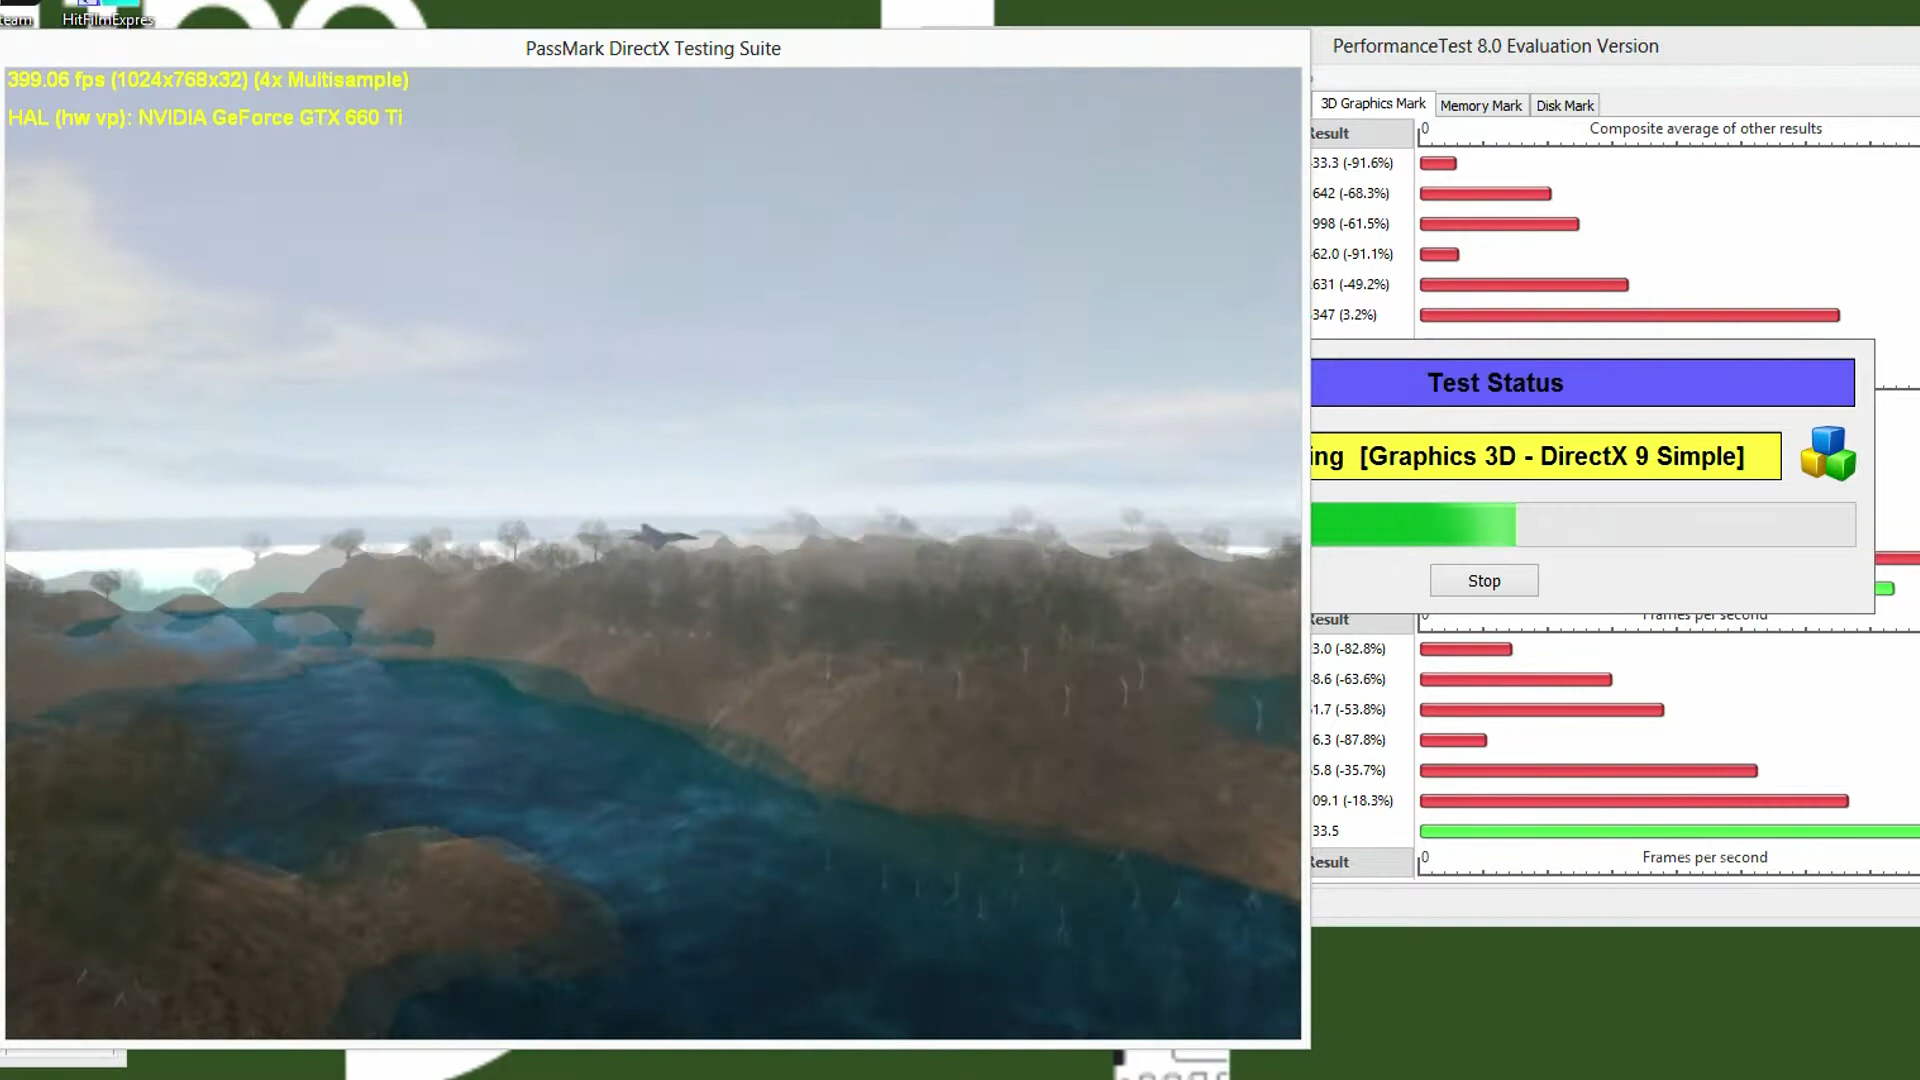 team HitFilmExpres
PassMark DirectX Testing Suite
399.06 fps (1024x768x32) (4x Multisample)
HAL (hw vp): NVIDIA GeForce GTX 660 Ti
PerformanceTest 8.0 Evaluation Version
3D Graphics Mark Memory Mark Disk Mark
Result 0 Composite average of other results
33.3 (-91.6%)
642 (-68.3%)
998 (-61.5%)
62.0 (-91.1%)
631 (-49.2%)
347 (3.2%)
Test Status
ing [Graphics 3D - DirectX 9 Simple]
Stop
Result 0 Frames per second
3.0 (-82.8%)
8.6 (-63.6%)
1.7 (-53.8%)
6.3 (-87.8%)
5.8 (-35.7%)
09.1 (-18.3%)
33.5
Result 0 Frames per second